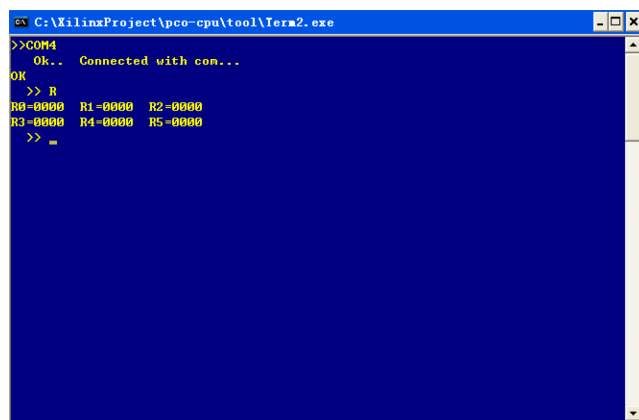 C:\XilinxProject\pco-cpu\tool\Term2.exe
>>COM4
Ok.. Connected with com...
OK
>> R
R0=0000 R1=0000 R2=0000
R3=0000 R4=0000 R5=0000
>> _